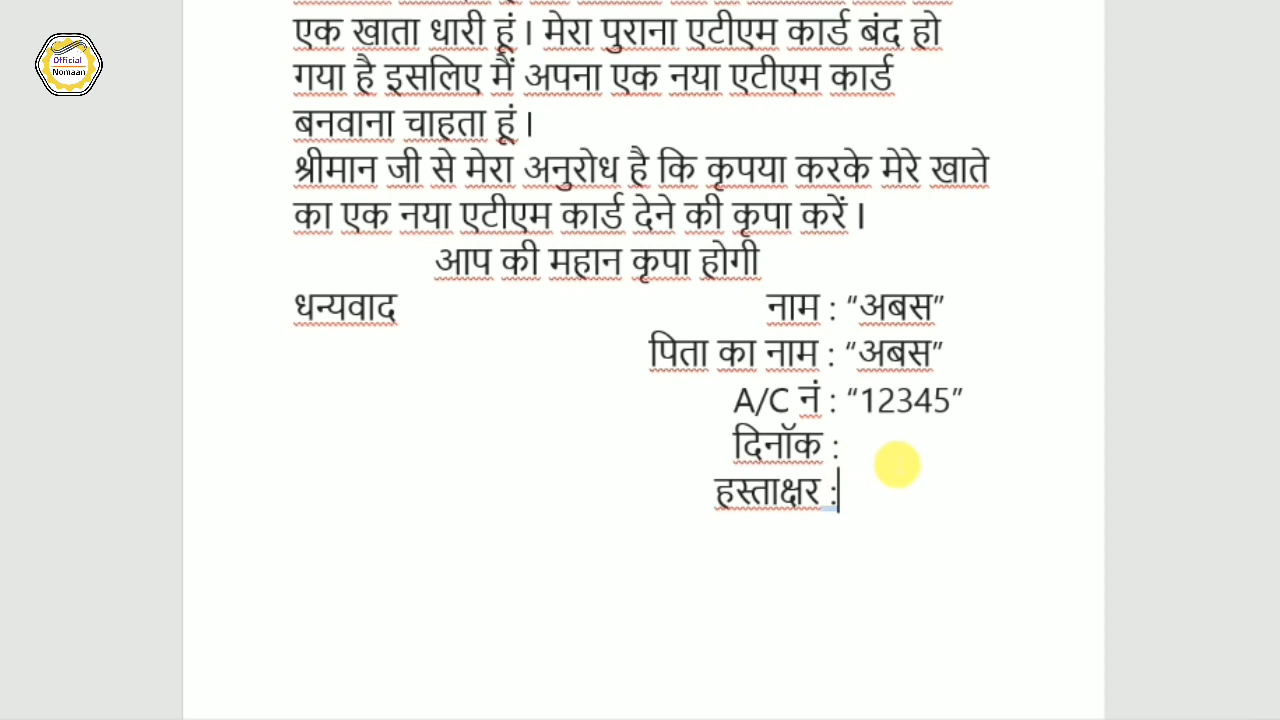 Official
Nomaan
एक खाता धारी हूं । मेरा पुराना एटीएम कार्ड बंद हो
गया है इसलिए मैं अपना एक नया एटीएम कार्ड
बनवाना चाहता हूं ।
श्रीमान जी से मेरा अनुरोध है कि कृपया करके मेरे खाते
का एक नया एटीएम कार्ड देने की कृपा करें ।
आप की महान कृपा होगी
धन्यवाद नाम : “अबस”
पिता का नाम : “अबस”
A/C नं : “12345”
दिनॉक :
हस्ताक्षर :